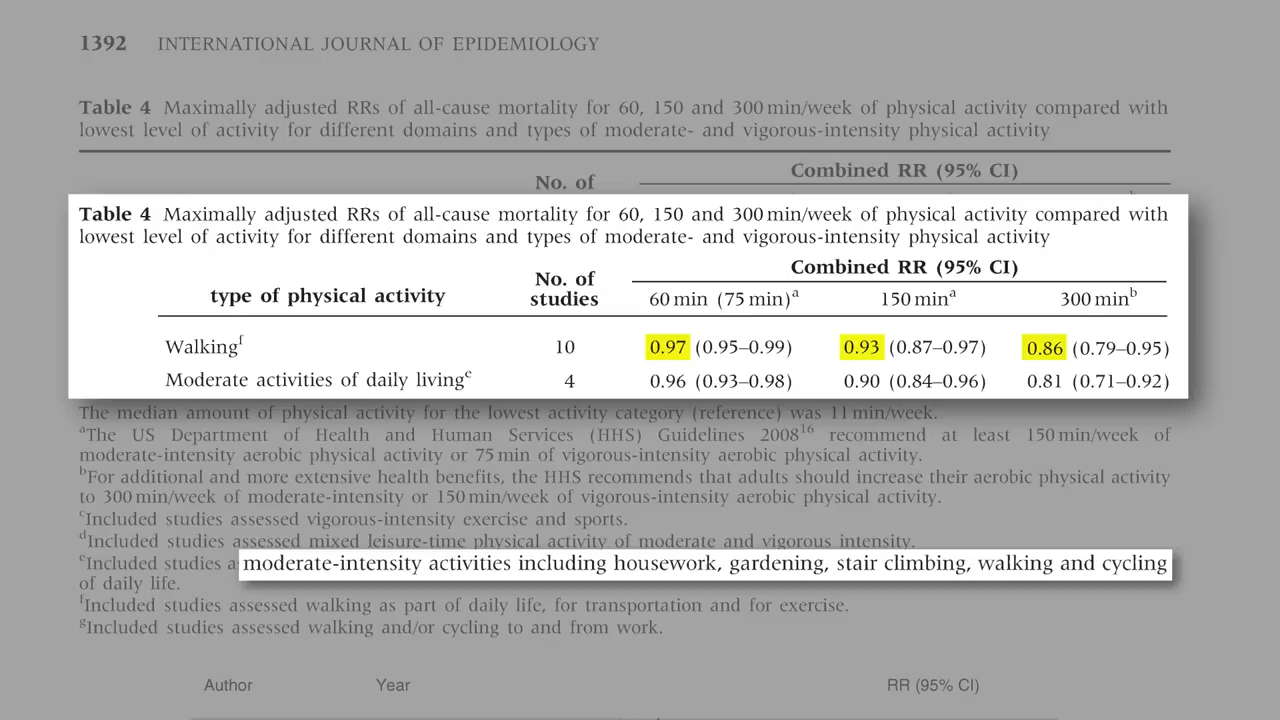 1392 INTERNATIONAL JOURNAL OF EPIDEMIOLOGY
Table 4 Maximally adjusted RRs of all-cause mortality for 60, 150 and 300 min/week of physical activity compared with
lowest level of activity for different domains and types of moderate- and vigorous-intensity physical activity
Combined RR (95% CI)
No. of
Table 4 Maximally adjusted RRs of all-cause mortality for 60, 150 and 300 min/week of physical activity compared with
lowest level of activity for different domains and types of moderate- and vigorous-intensity physical activity
Combined RR (95% CI)
No. of
type of physical activity studies 60 min (75 min)a 150 mina 300 minb
Walkingf 10 0.97 (0.95–0.99) 0.93 (0.87–0.97) 0.86 (0.79–0.95)
Moderate activities of daily livinge 4 0.96 (0.93–0.98) 0.90 (0.84–0.96) 0.81 (0.71–0.92)
The median amount of physical activity for the lowest activity category (reference) was 11 min/week.
aThe US Department of Health and Human Services (HHS) Guidelines 200816 recommend at least 150 min/week of
moderate-intensity aerobic physical activity or 75 min of vigorous-intensity aerobic physical activity.
bFor additional and more extensive health benefits, the HHS recommends that adults should increase their aerobic physical activity
to 300 min/week of moderate-intensity or 150 min/week of vigorous-intensity aerobic physical activity.
cIncluded studies assessed vigorous-intensity exercise and sports.
dIncluded studies assessed mixed leisure-time physical activity of moderate and vigorous intensity.
eIncluded studies a moderate-intensity activities including housework, gardening, stair climbing, walking and cycling
of daily life.
fIncluded studies assessed walking as part of daily life, for transportation and for exercise.
gIncluded studies assessed walking and/or cycling to and from work.
Author Year RR (95% CI)